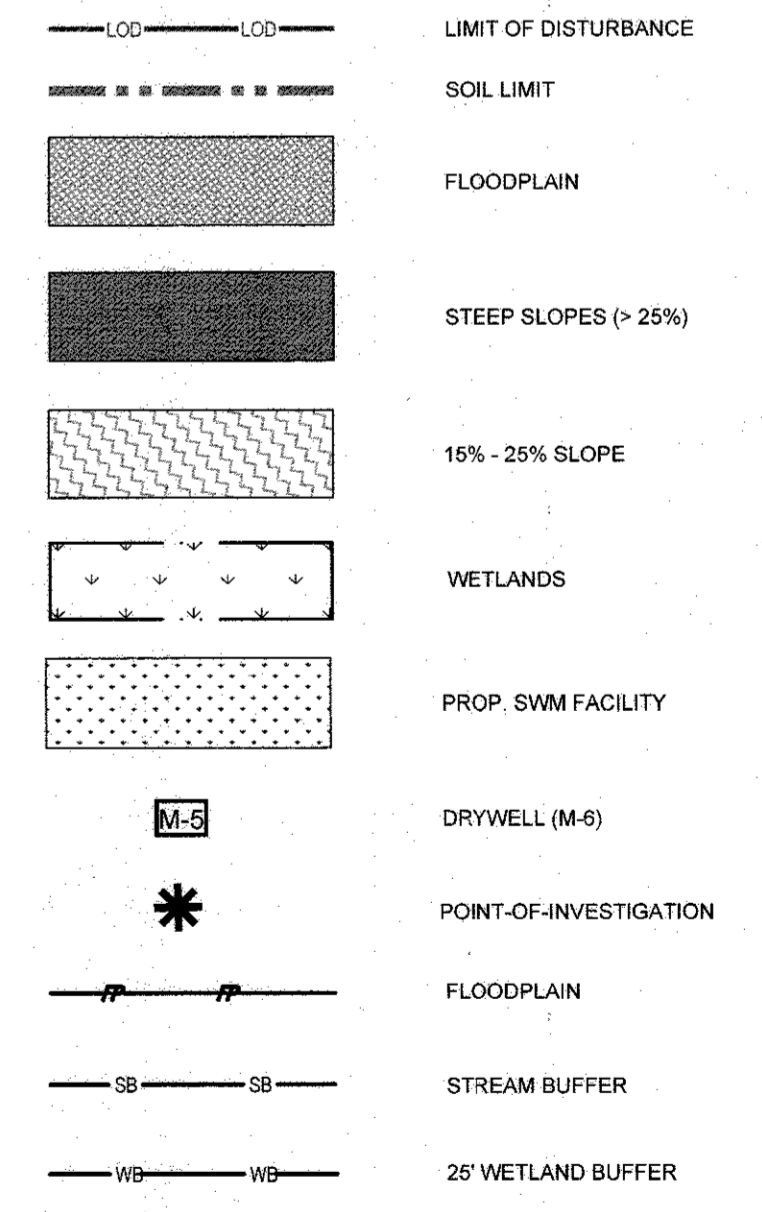 LOD LOD LIMIT OF DISTURBANCE
SOIL LIMIT
FLOODPLAIN
STEEP SLOPES (> 25%)
15% - 25% SLOPE
WETLANDS
PROP. SWM FACILITY
M-5 DRYWELL (M-6)
POINT-OF-INVESTIGATION
FP FP FLOODPLAIN
SB SB STREAM BUFFER
WB WB 25' WETLAND BUFFER